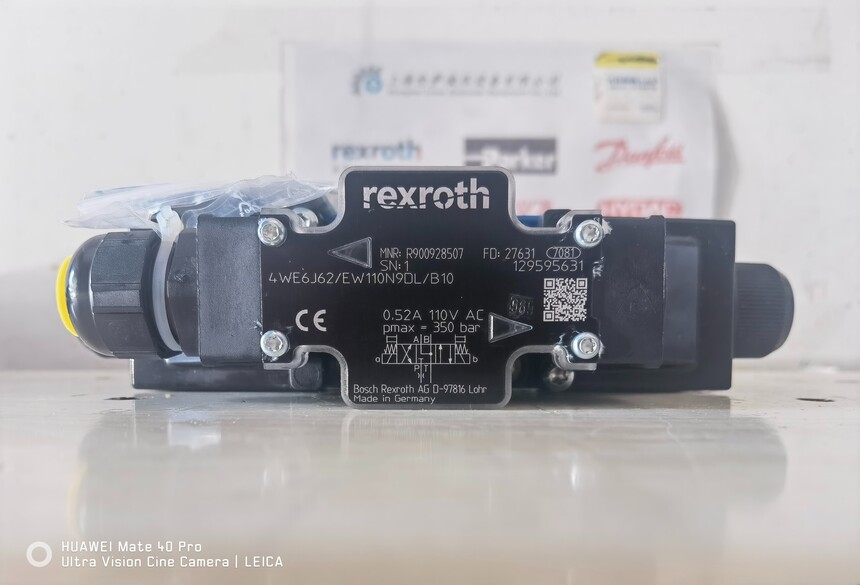 rexroth
Parker
Danfoss
rexroth
MNR: R900928507 FD: 27631 7081
SN: 1 129595631
4WE6J62/EW110N9DL/B10
0.52A 110V AC
CE
pmax = 350 bar
A B
a b
P T
Bosch Rexroth AG D-97816 Lohr
Made in Germany
HUAWEI Mate 40 Pro
Ultra Vision Cine Camera | LEICA